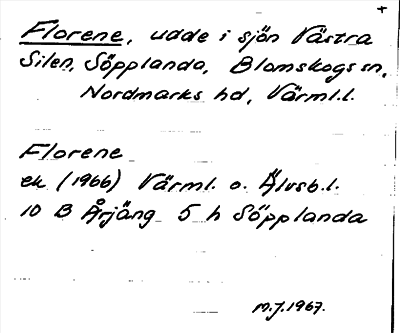 +
Florene, udde i sjön Västra
Silen, Söpplanda, Blomskogs sn,
Nordmarks hd, Värml.l.
Florene
ek (1966) Värml. o. Älvsb.l.
10 B Årjäng 5 h Söpplanda
M.J.1967.